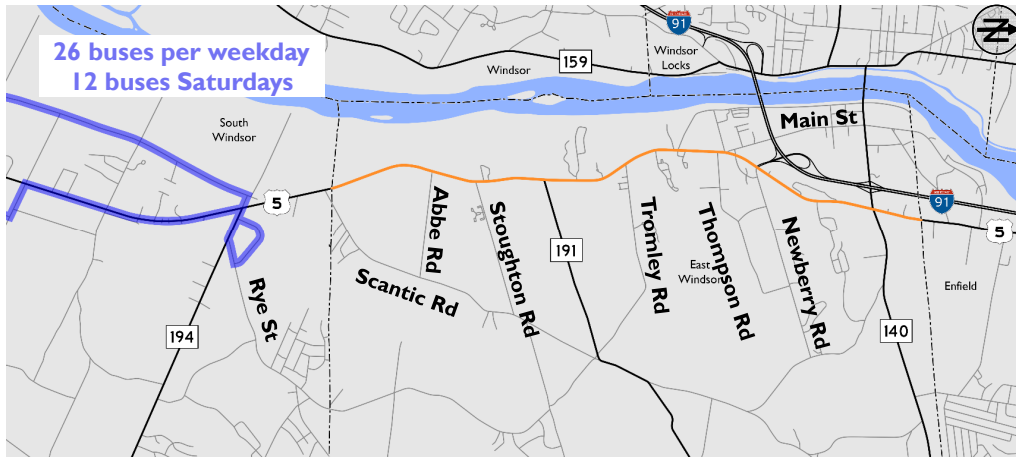 26 buses per weekday
12 buses Saturdays
91
Windsor
Locks
Windsor
159
N
Main St
South
Windsor
5
91
5
Abbe Rd
Stoughton Rd
191
Tromley Rd
Thompson Rd
East
Windsor
Newberry Rd
Enfield
Scantic Rd
Rye St
194
140